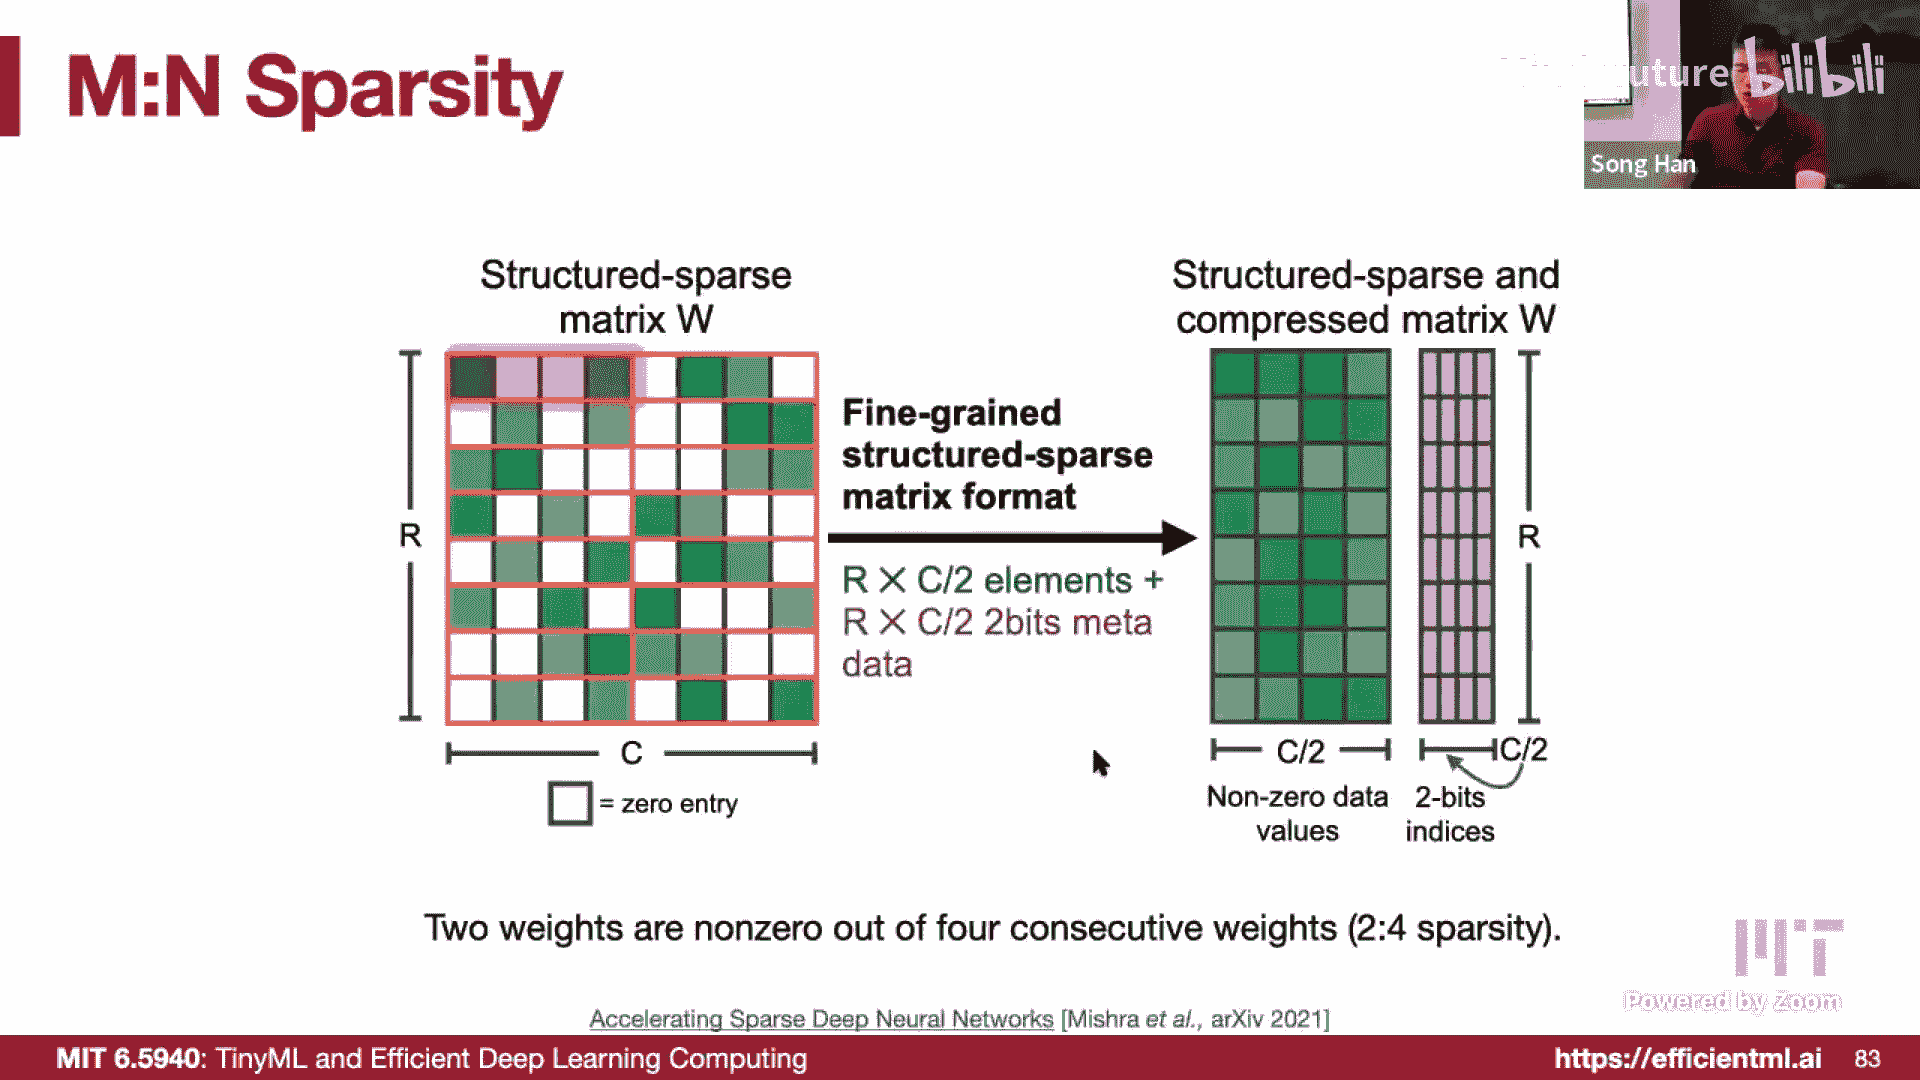 M:N Sparsity
uture
bilibili
Song Han
Structured-sparse
matrix W
Structured-sparse and
compressed matrix W
R
Fine-grained
structured-sparse
matrix format
R × C/2 elements +
R × C/2 2bits meta
data
R
C
= zero entry
C/2
C/2
Non-zero data
values
2-bits
indices
Two weights are nonzero out of four consecutive weights (2:4 sparsity).
MIT
Powered by Zoom
Accelerating Sparse Deep Neural Networks [Mishra et al., arXiv 2021]
MIT 6.5940: TinyML and Efficient Deep Learning Computing
https://efficientml.ai
83